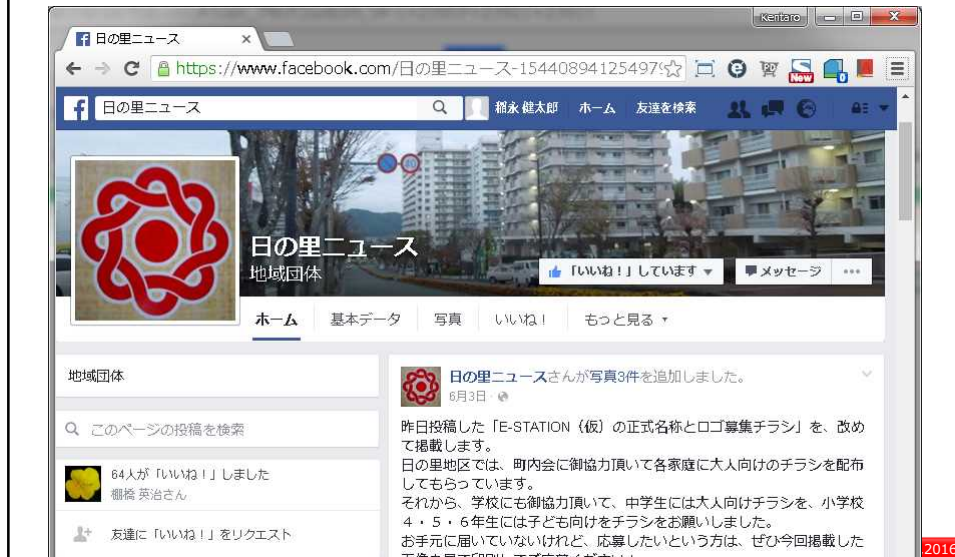 Kentaro
日の里ニュース
https://www.facebook.com/日の里ニュース-15440894125497
New
0
日の里ニュース
棚永 健太郎 ホーム 友達を検索
40
日の里ニュース
地域団体
「いいね!」しています メッセージ
ホーム 基本データ 写真 いいね! もっと見る
地域団体
このページの投稿を検索
64人が「いいね!」しました
棚橋 英治さん
友達に「いいね!」をリクエスト
日の里ニュースさんが写真3件を追加しました。
6月3日
昨日投稿した「E-STATION(仮)の正式名称とロゴ募集チラシ」を、改め
て掲載します。
日の里地区では、町内会に御協力頂いて各家庭に大人向けのチラシを配布
してもらっています。
それから、学校にも御協力頂いて、中学生には大人向けチラシを、小学校
4・5・6年生には子ども向けをチラシをお願いしました。
お手元に届いていないけれど、応募したいという方は、ぜひ今回掲載した
2016